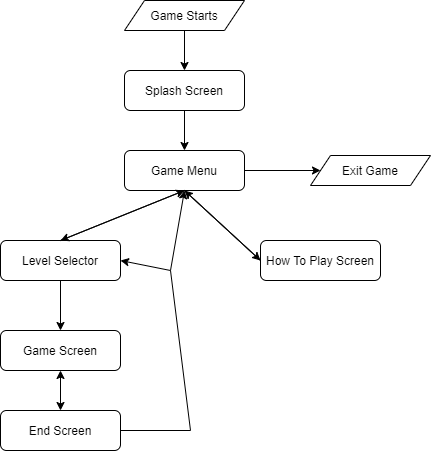 Game Starts
Splash Screen
Game Menu
Exit Game
Level Selector
How To Play Screen
Game Screen
End Screen